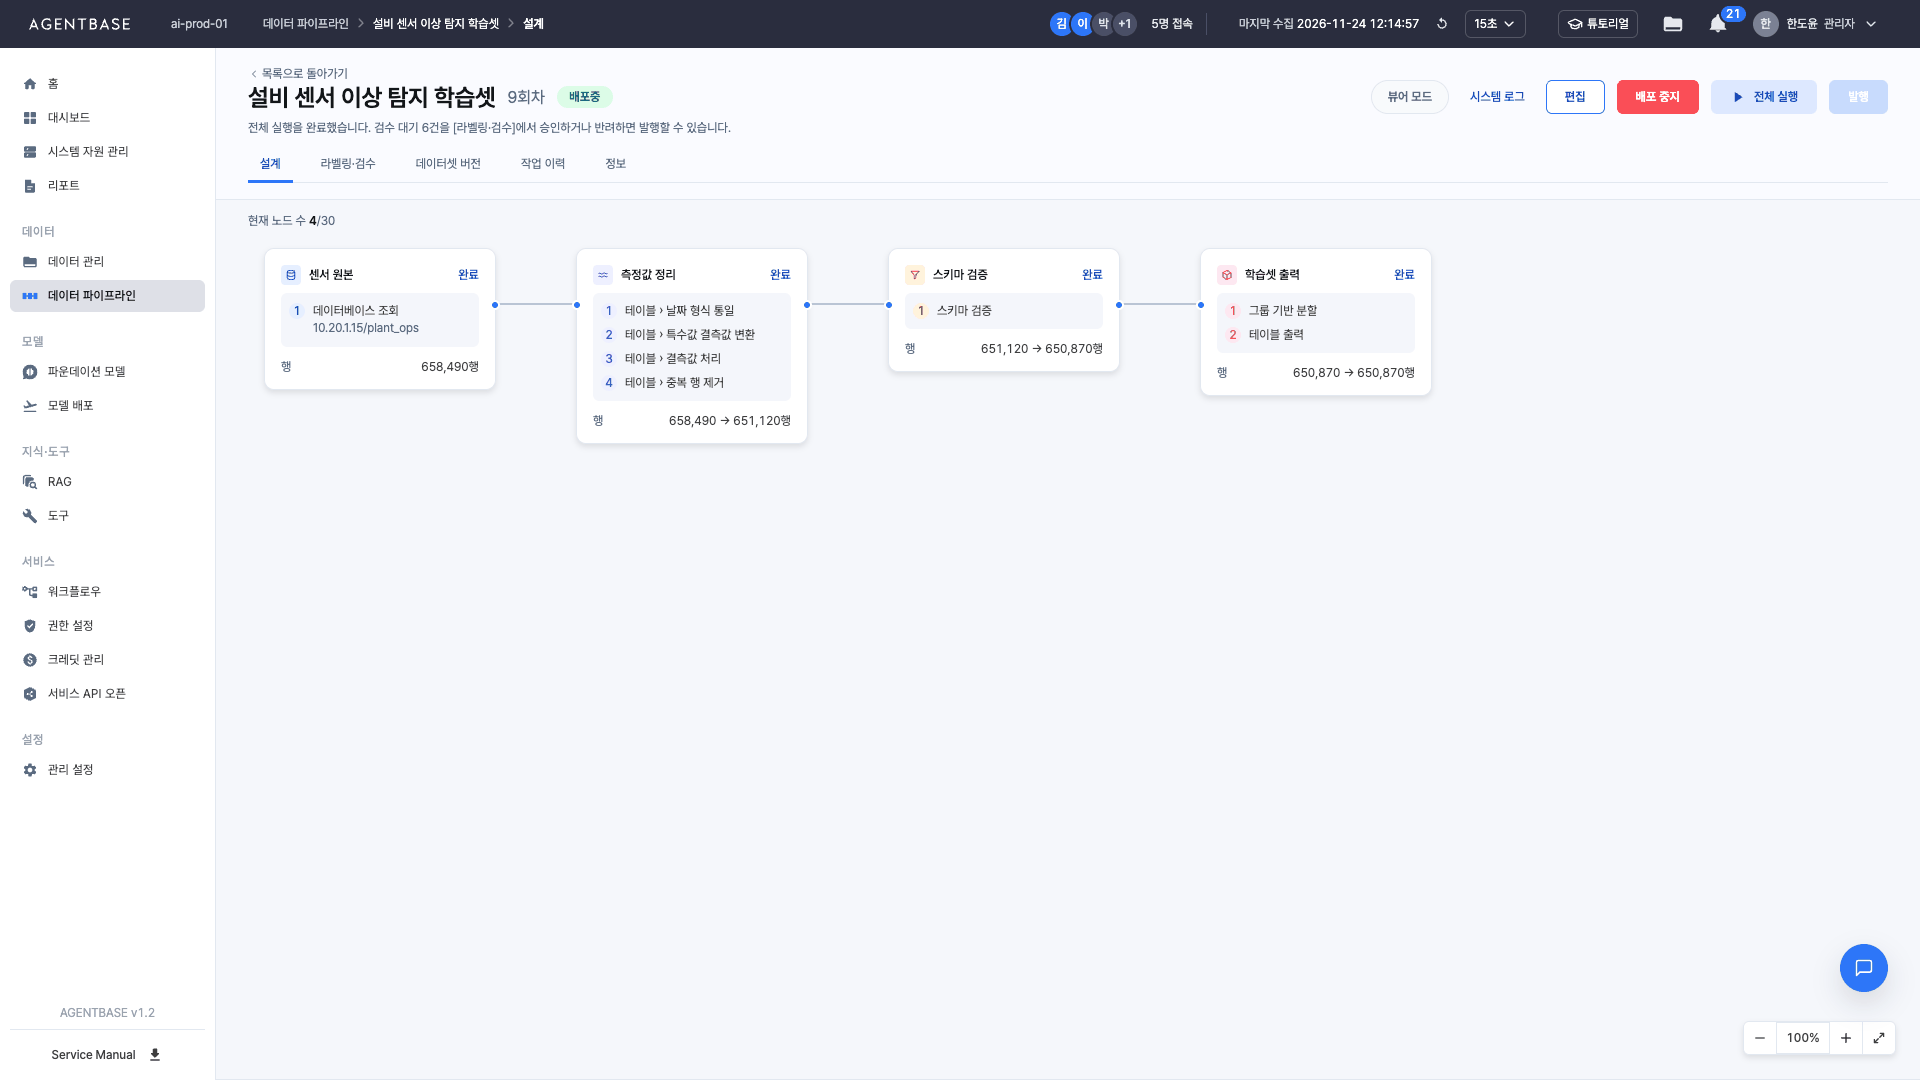 AGENTBASE
ai-prod-01
데이터 파이프라인 > 설비 센서 이상 탐지 학습셋 > 설계
김 이 박 +1 5명 접속
마지막 수집 2026-11-24 12:14:57
15초
튜토리얼
21
한 한도윤 관리자
홈
대시보드
시스템 자원 관리
리포트
데이터
데이터 관리
데이터 파이프라인
모델
파운데이션 모델
모델 배포
지식·도구
RAG
도구
서비스
워크플로우
권한 설정
크레딧 관리
서비스 API 오픈
설정
관리 설정
AGENTBASE v1.2
Service Manual
목록으로 돌아가기
설비 센서 이상 탐지 학습셋 9회차 배포중
전체 실행을 완료했습니다. 검수 대기 6건을 [라벨링·검수]에서 승인하거나 반려하면 발행할 수 있습니다.
뷰어 모드
시스템 로그
편집
배포 중지
전체 실행
발행
설계
라벨링·검수
데이터셋 버전
작업 이력
정보
현재 노드 수 4/30
센서 원본 완료
1 데이터베이스 조회
10.20.1.15/plant_ops
행 658,490행
측정값 정리 완료
1 테이블 › 날짜 형식 통일
2 테이블 › 특수값 결측값 변환
3 테이블 › 결측값 처리
4 테이블 › 중복 행 제거
행 658,490 → 651,120행
스키마 검증 완료
1 스키마 검증
행 651,120 → 650,870행
학습셋 출력 완료
1 그룹 기반 분할
2 테이블 출력
행 650,870 → 650,870행
100%